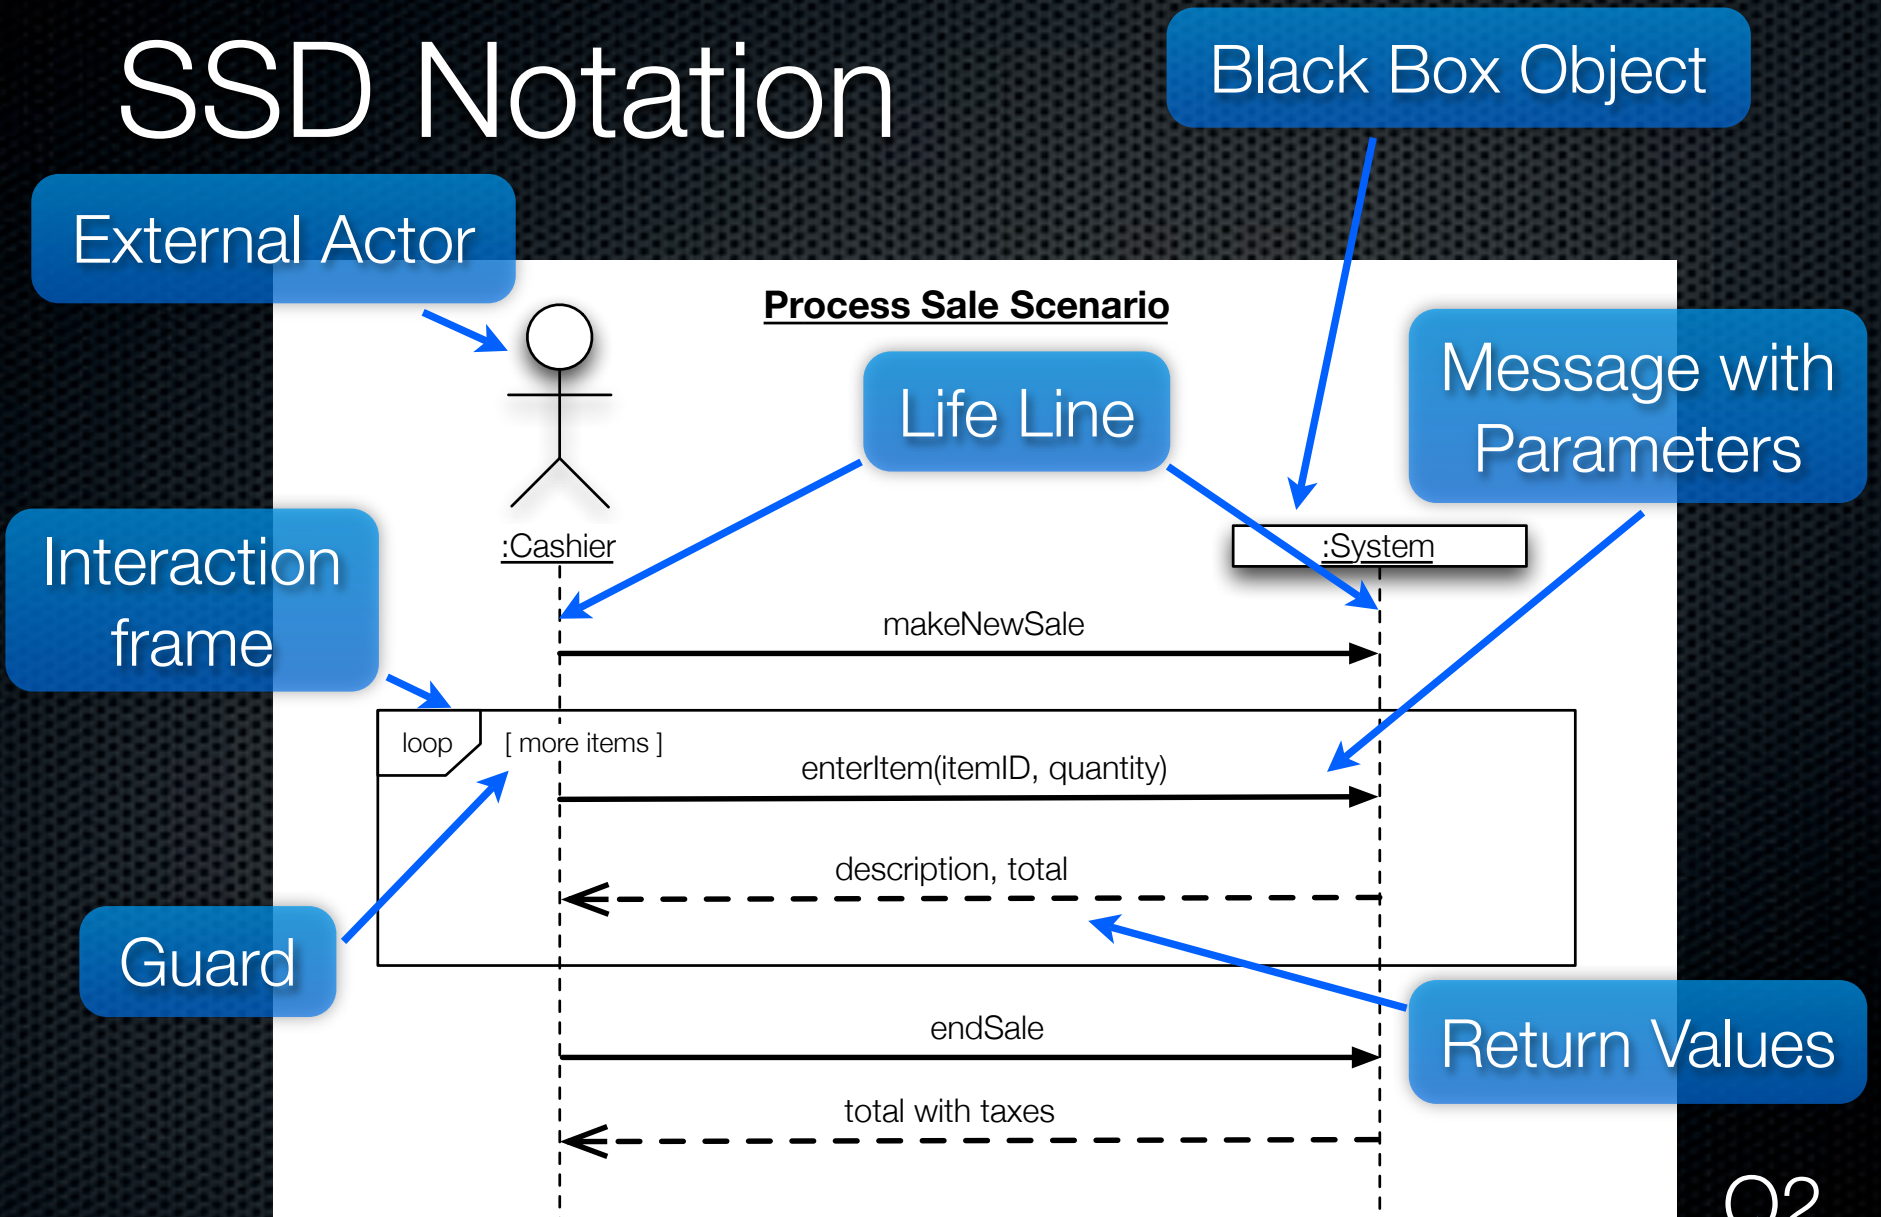 SSD Notation
Black Box Object
External Actor
Process Sale Scenario
Life Line
Message with
Parameters
:Cashier
:System
Interaction
frame
makeNewSale
loop
[ more items ]
enterItem(itemID, quantity)
description, total
Guard
endSale
Return Values
total with taxes
Q2